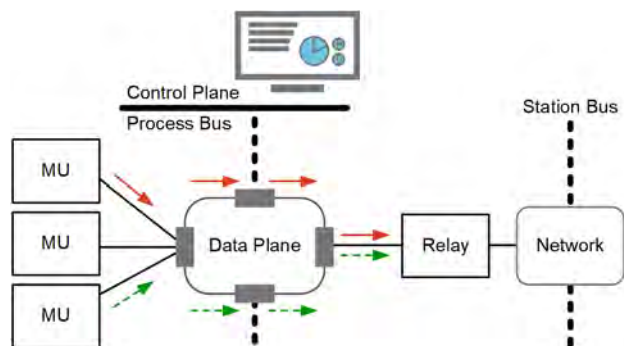 Control Plane
Process Bus
Station Bus
MU
MU
Data Plane
Relay
Network
MU